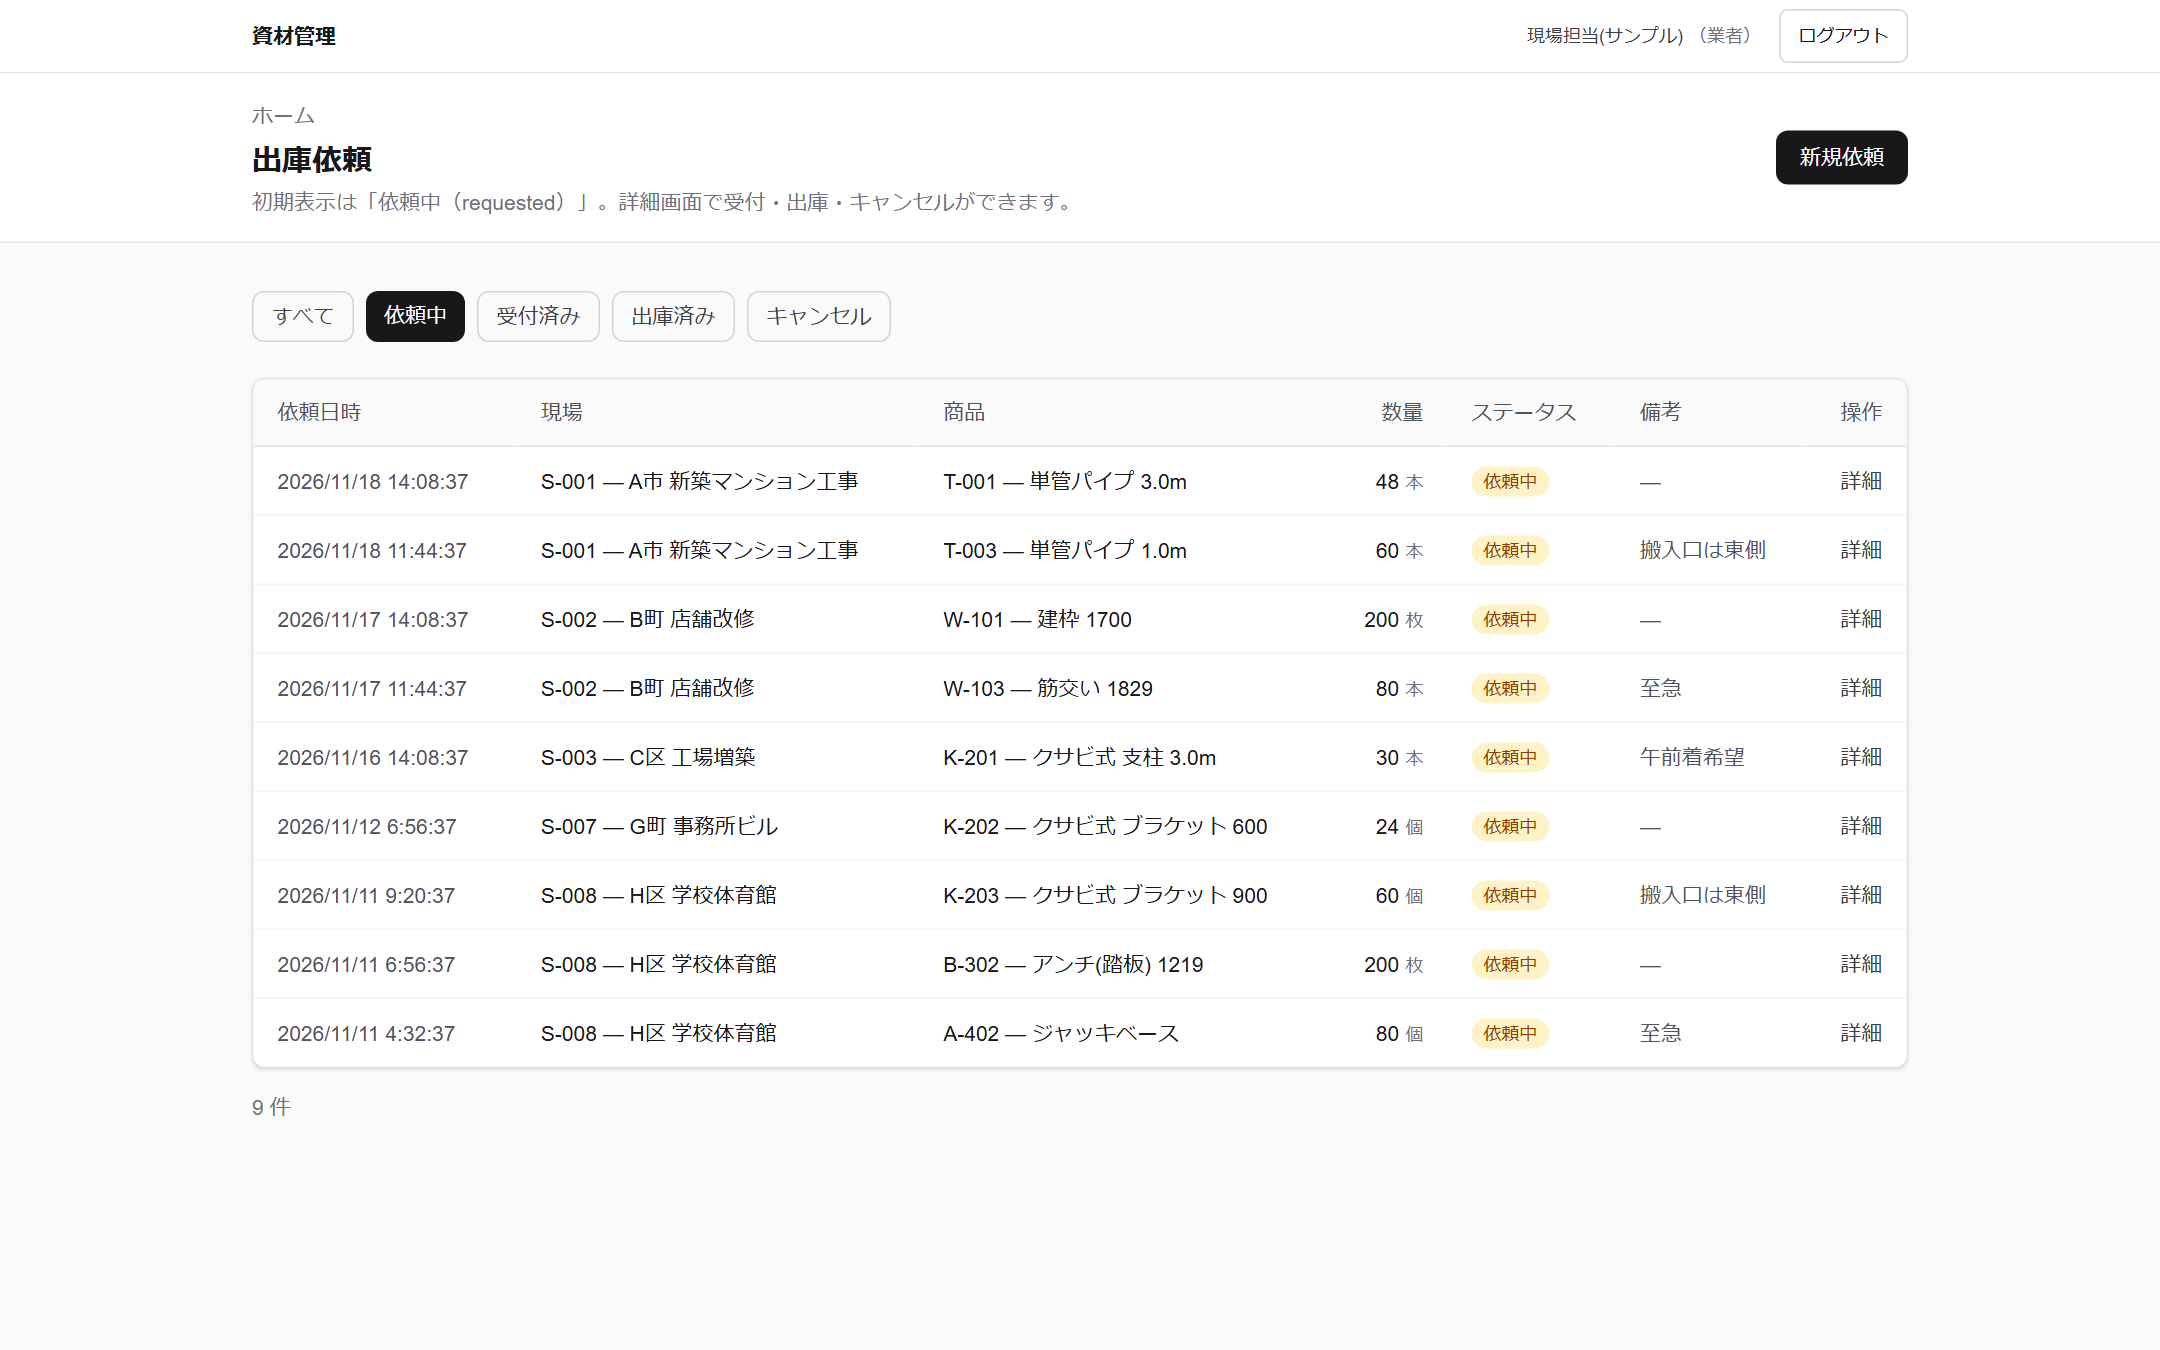 資材管理
現場担当(サンプル) （業者） ログアウト
ホーム
出庫依頼
新規依頼
初期表示は「依頼中（requested）」。詳細画面で受付・出庫・キャンセルができます。
すべて 依頼中 受付済み 出庫済み キャンセル
依頼日時 現場 商品 数量 ステータス 備考 操作
2026/11/18 14:08:37 S-001 — A市 新築マンション工事 T-001 — 単管パイプ 3.0m 48 本 依頼中 — 詳細
2026/11/18 11:44:37 S-001 — A市 新築マンション工事 T-003 — 単管パイプ 1.0m 60 本 依頼中 搬入口は東側 詳細
2026/11/17 14:08:37 S-002 — B町 店舗改修 W-101 — 建枠 1700 200 枚 依頼中 — 詳細
2026/11/17 11:44:37 S-002 — B町 店舗改修 W-103 — 筋交い 1829 80 本 依頼中 至急 詳細
2026/11/16 14:08:37 S-003 — C区 工場増築 K-201 — クサビ式 支柱 3.0m 30 本 依頼中 午前着希望 詳細
2026/11/12 6:56:37 S-007 — G町 事務所ビル K-202 — クサビ式 ブラケット 600 24 個 依頼中 — 詳細
2026/11/11 9:20:37 S-008 — H区 学校体育館 K-203 — クサビ式 ブラケット 900 60 個 依頼中 搬入口は東側 詳細
2026/11/11 6:56:37 S-008 — H区 学校体育館 B-302 — アンチ(踏板) 1219 200 枚 依頼中 — 詳細
2026/11/11 4:32:37 S-008 — H区 学校体育館 A-402 — ジャッキベース 80 個 依頼中 至急 詳細
9 件